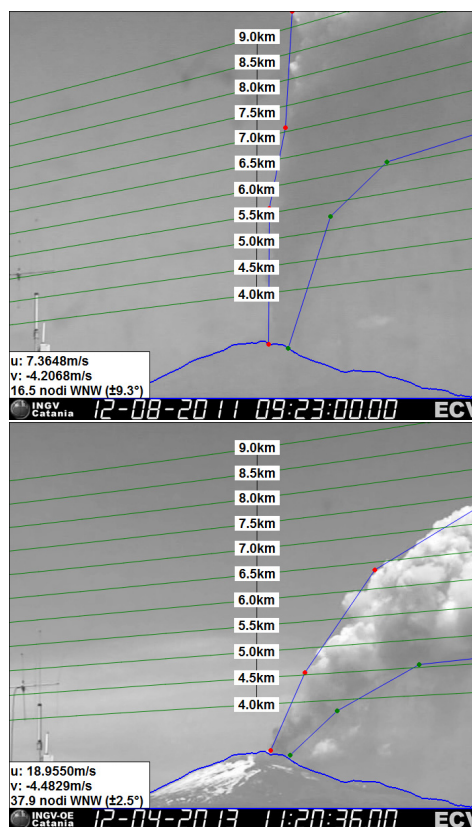 9.0km
8.5km
8.0km
7.5km
7.0km
6.5km
6.0km
5.5km
5.0km
4.5km
4.0km
u: 7.3648m/s
v: -4.2068m/s
16.5 nodi WNW (±9.3°)
INGV
Catania
12-08-2011 09:23:00.00
ECV
9.0km
8.5km
8.0km
7.5km
7.0km
6.5km
6.0km
5.5km
5.0km
4.5km
4.0km
u: 18.9550m/s
v: -4.4829m/s
37.9 nodi WNW (±2.5°)
INGV-OE
Catania
12-04-2013 11:20:36.00
ECV